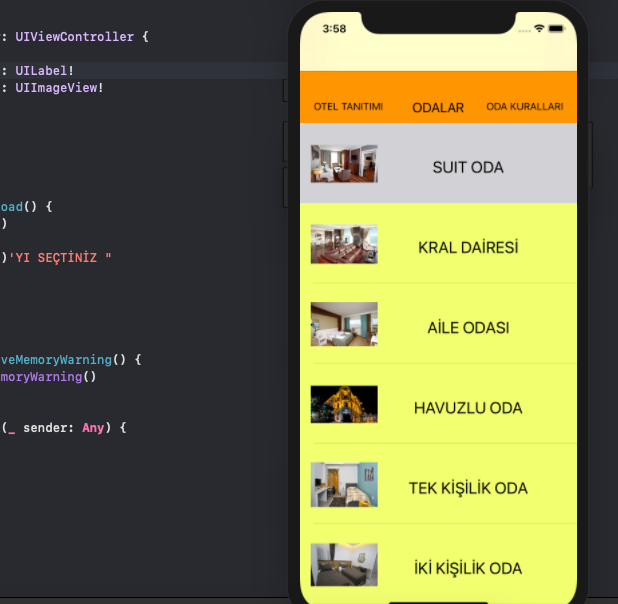 : UIViewController {
: UILabel!
: UIImageView!
oad() {
)
)'YI SEÇTİNİZ "
veMemoryWarning() {
moryWarning()
(_ sender: Any) {
3:58
OTEL TANITIMI ODALAR ODA KURALLARI
SUIT ODA
KRAL DAİRESİ
AİLE ODASI
HAVUZLU ODA
TEK KİŞİLİK ODA
İKİ KİŞİLİK ODA